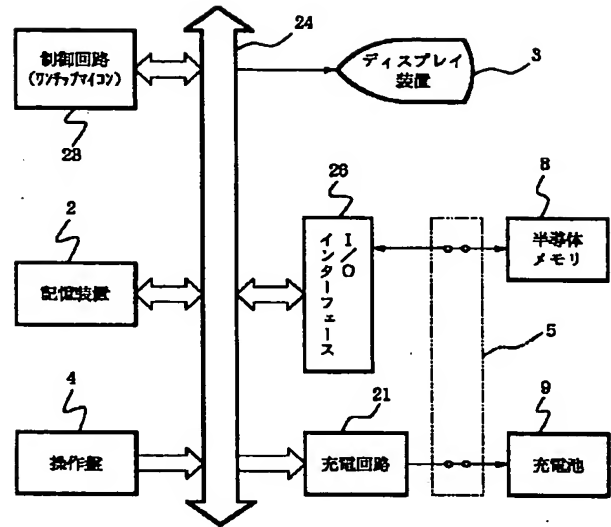 制御回路
(ワンチップマイコン)
23
24
ディスプレイ
装置
3
2
記憶装置
26
I/O
インターフェース
8
半導体
メモリ
5
4
操作盤
21
充電回路
9
充電池